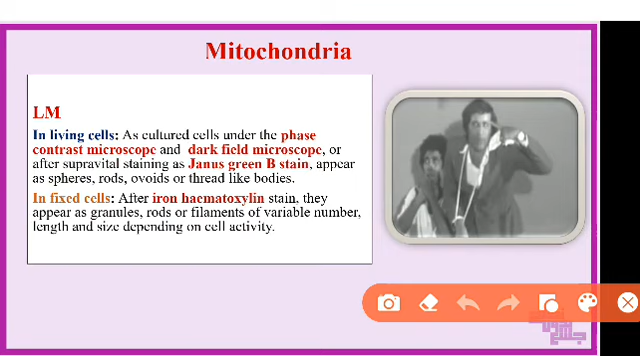 Mitochondria
LM
In living cells: As cultured cells under the phase
contrast microscope and dark field microscope, or
after supravital staining as Janus green B stain, appear
as spheres, rods, ovoids or thread like bodies.
In fixed cells: After iron haematoxylin stain, they
appear as granules, rods or filaments of variable number,
length and size depending on cell activity.